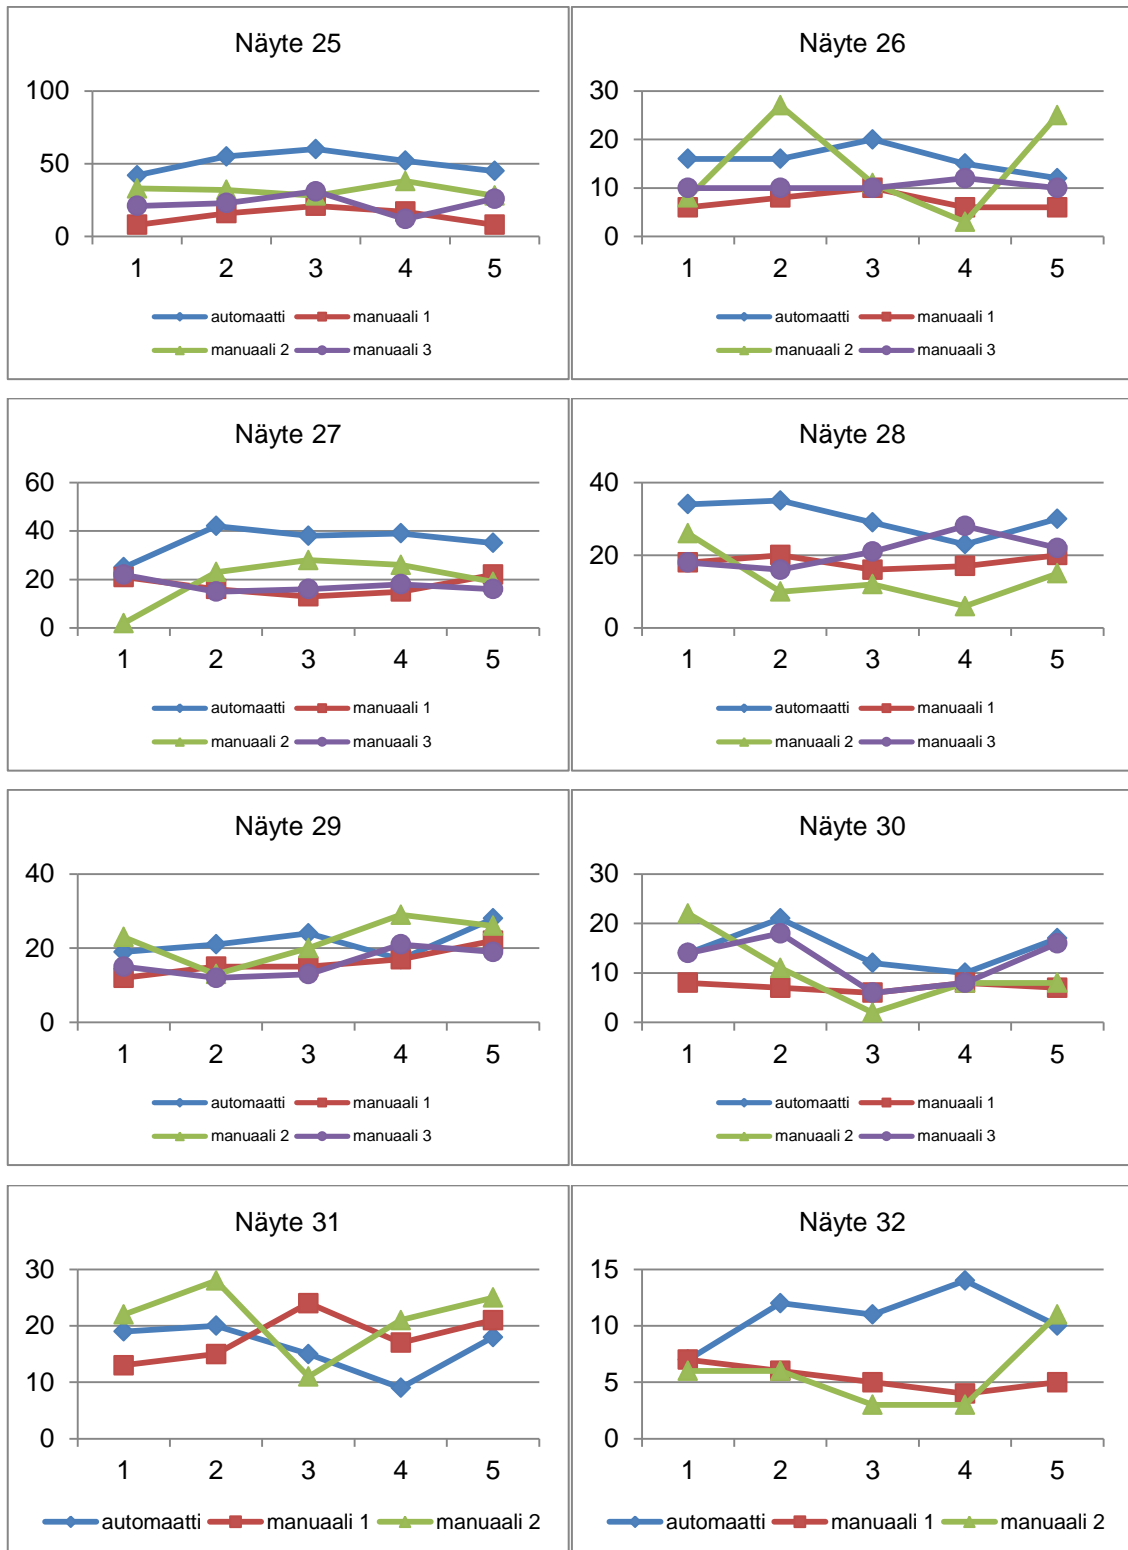 Näyte 25
100
50
0
1 2 3 4 5
automaatti manuaali 1
manuaali 2 manuaali 3
Näyte 26
30
20
10
0
1 2 3 4 5
automaatti manuaali 1
manuaali 2 manuaali 3
Näyte 27
60
40
20
0
1 2 3 4 5
automaatti manuaali 1
manuaali 2 manuaali 3
Näyte 28
40
20
0
1 2 3 4 5
automaatti manuaali 1
manuaali 2 manuaali 3
Näyte 29
40
20
0
1 2 3 4 5
automaatti manuaali 1
manuaali 2 manuaali 3
Näyte 30
30
20
10
0
1 2 3 4 5
automaatti manuaali 1
manuaali 2 manuaali 3
Näyte 31
30
20
10
0
1 2 3 4 5
automaatti manuaali 1 manuaali 2
Näyte 32
15
10
5
0
1 2 3 4 5
automaatti manuaali 1 manuaali 2